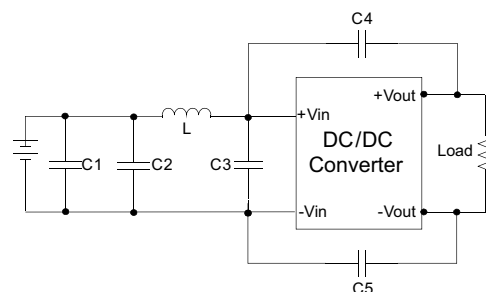 C4
+Vout
+Vin
L
DC/DC
Converter
Load
C1
C2
C3
-Vin
-Vout
C5